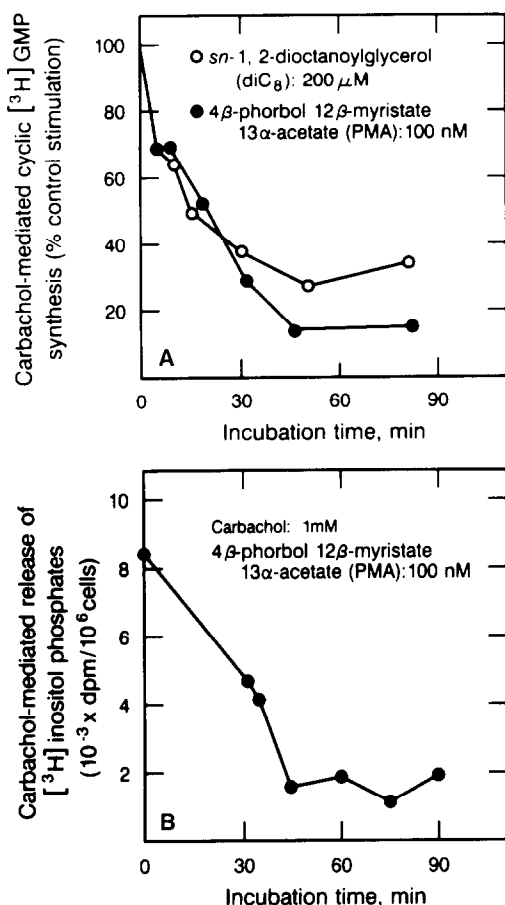 Carbachol-mediated cyclic [³H] GMP
synthesis (% control stimulation)
100
80
60
40
20
sn-1, 2-dioctanoylglycerol
(diC₈): 200 μM
4β-phorbol 12β-myristate
13α-acetate (PMA): 100 nM
A
0
30
60
90
Incubation time, min
Carbachol-mediated release of
[³H] inositol phosphates
(10⁻³ x dpm/10⁶ cells)
10
8
6
4
2
Carbachol: 1mM
4β-phorbol 12β-myristate
13α-acetate (PMA): 100 nM
B
0
30
60
90
Incubation time, min